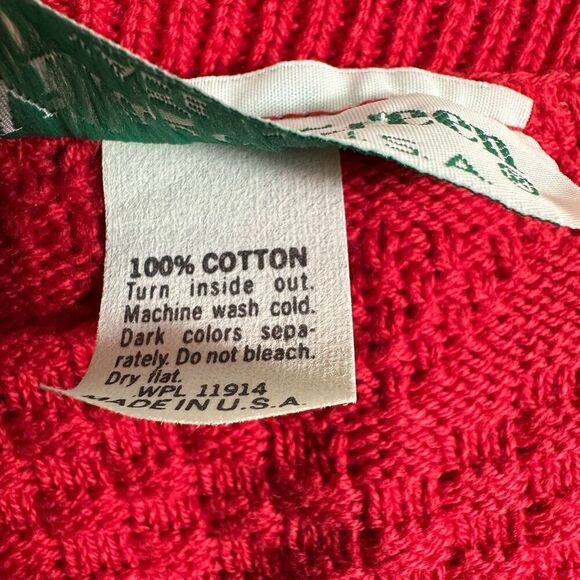 100% COTTON
Turn inside out.
Machine wash cold.
Dark colors sepa-
rately. Do not bleach.
Dry flat.
WPL 11914
MADE IN U.S.A.